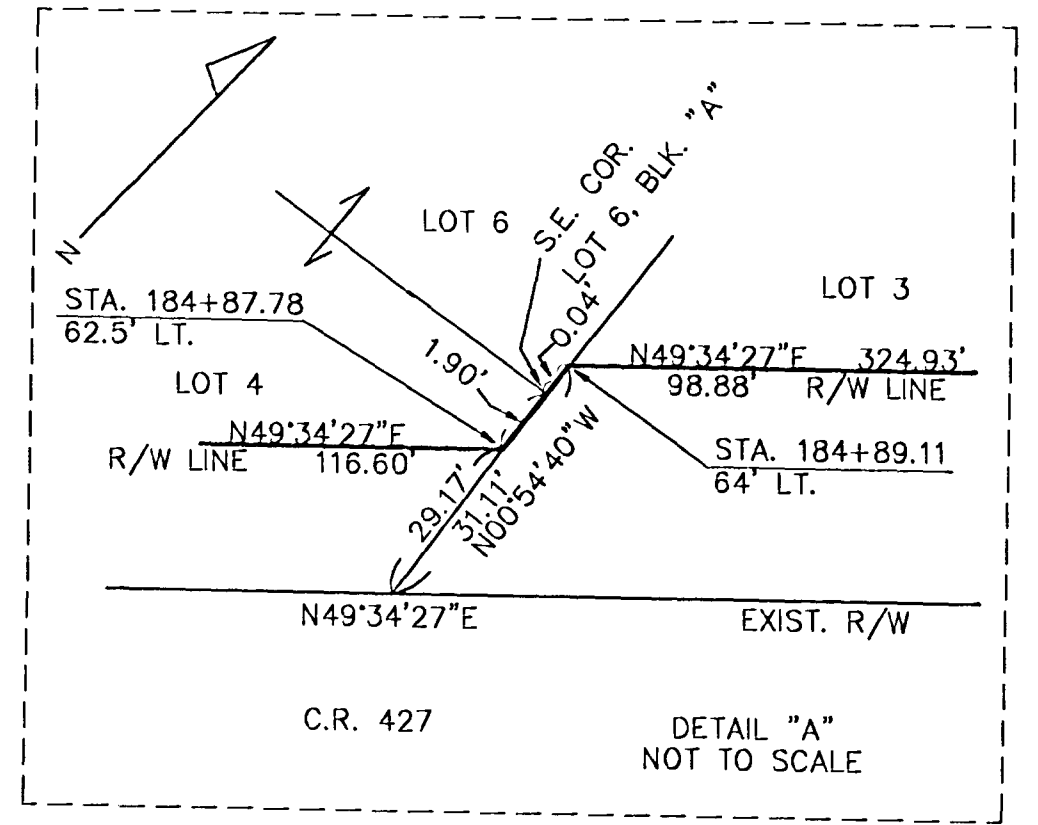 N
LOT 6
S.E. COR.
LOT 6, BLK. "A"
LOT 3
STA. 184+87.78
62.5' LT.
0.04'
1.90'
LOT 4
N49°34'27"E 324.93'
98.88' R/W LINE
N49°34'27"E
R/W LINE 116.60'
STA. 184+89.11
64' LT.
29.17'
31.11'
N00°54'40"W
N49°34'27"E
EXIST. R/W
C.R. 427
DETAIL "A"
NOT TO SCALE